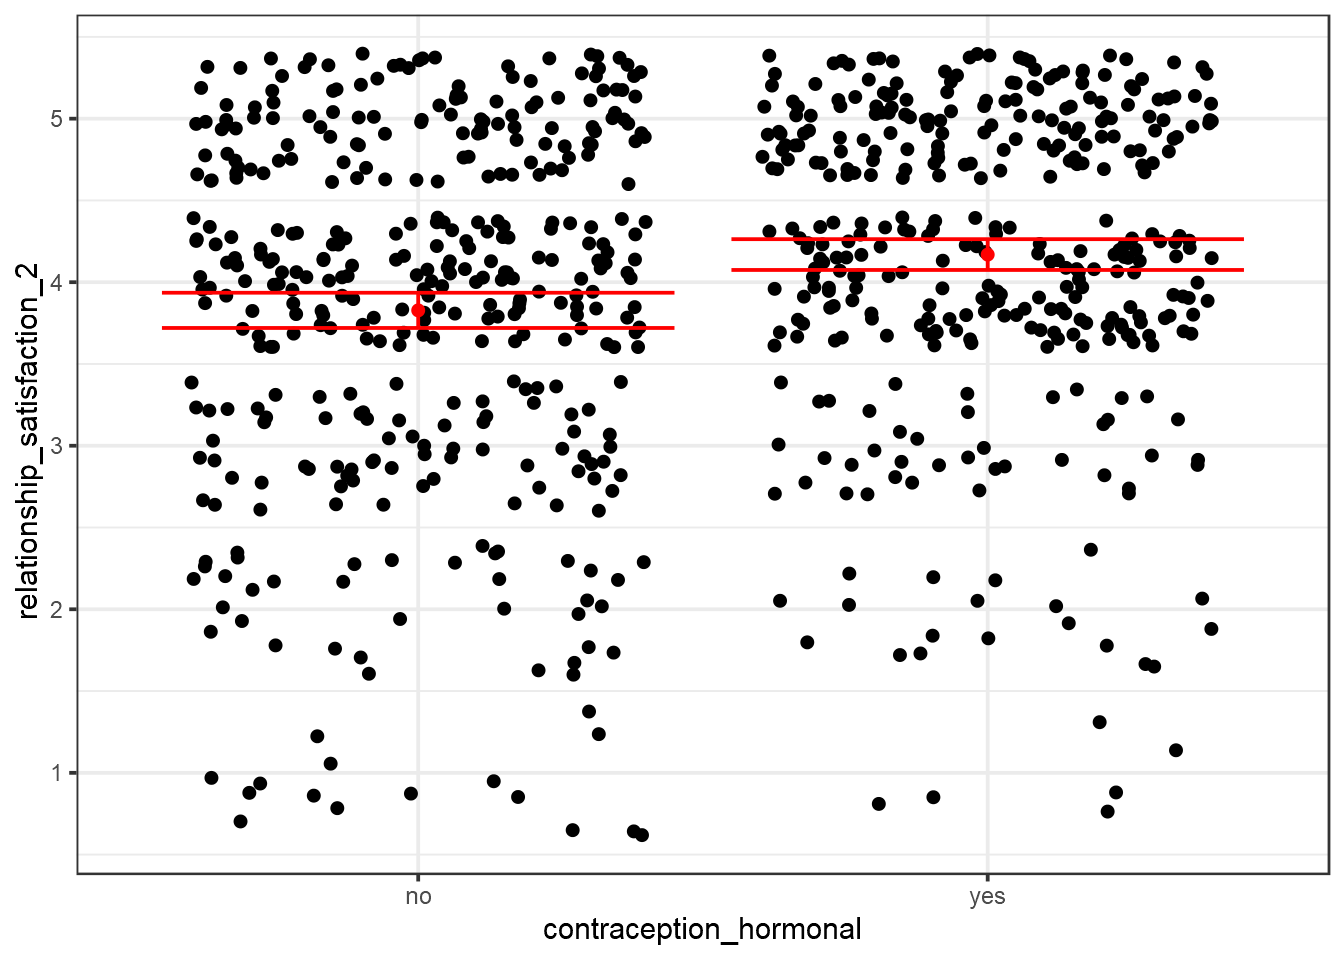 relationship_satisfaction_2
5
4
3
2
1
no
yes
contraception_hormonal